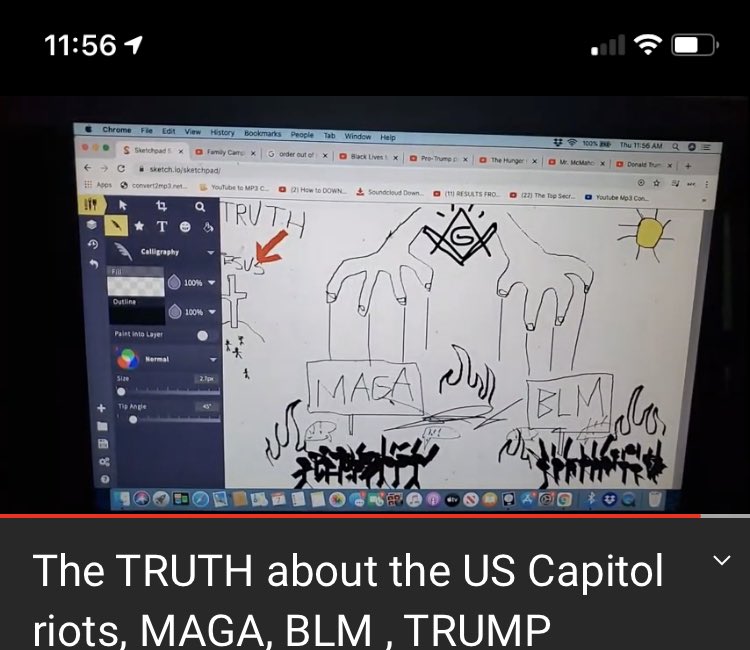 11:56
Chrome File Edit View History Bookmarks People Tab Window Help
100% Thu 11:56 AM
Sketchpad 5
Family Camp
order out of
Black Lives
Pro-Trump
The Hunger
Mr. McMaho
Donald Trum
sketch.io/sketchpad/
Apps convert2mp3.net... YouTube to MP3 C... (2) How to DOWN... Soundcloud Down... (11) RESULTS FRO... (22) The Top Secr... Youtube Mp3 Con...
TRUTH
G
ESUS
Calligraphy
Fill
100%
Outline
100%
Paint into Layer
Normal
Size 2.7px
Tip Angle 45°
MAGA
BLM
The TRUTH about the US Capitol
riots, MAGA, BLM , TRUMP